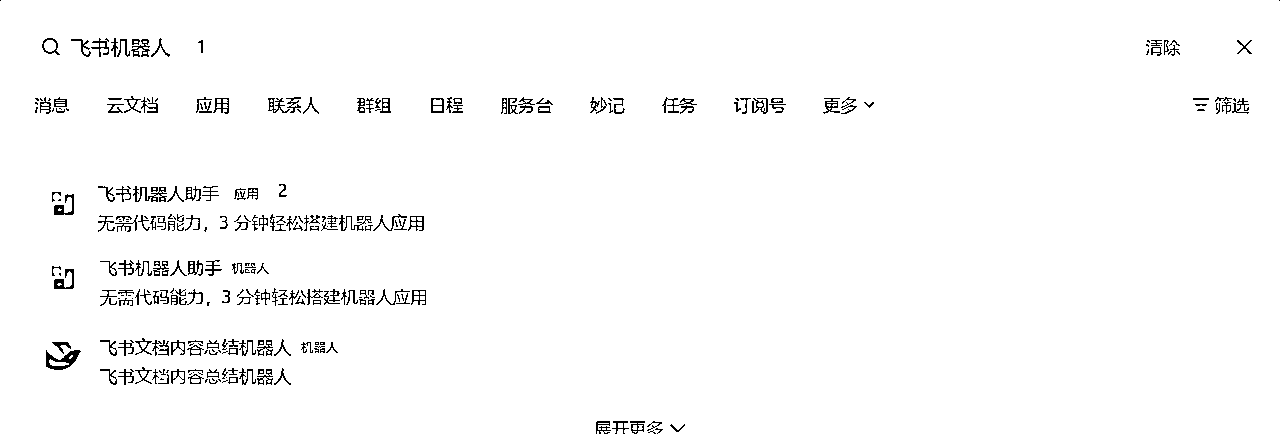 飞书机器人 1 清除
消息 云文档 应用 联系人 群组 日程 服务台 妙记 任务 订阅号 更多 筛选
飞书机器人助手 应用 2
无需代码能力，3 分钟轻松搭建机器人应用
飞书机器人助手 机器人
无需代码能力，3 分钟轻松搭建机器人应用
飞书文档内容总结机器人 机器人
飞书文档内容总结机器人
展开更多